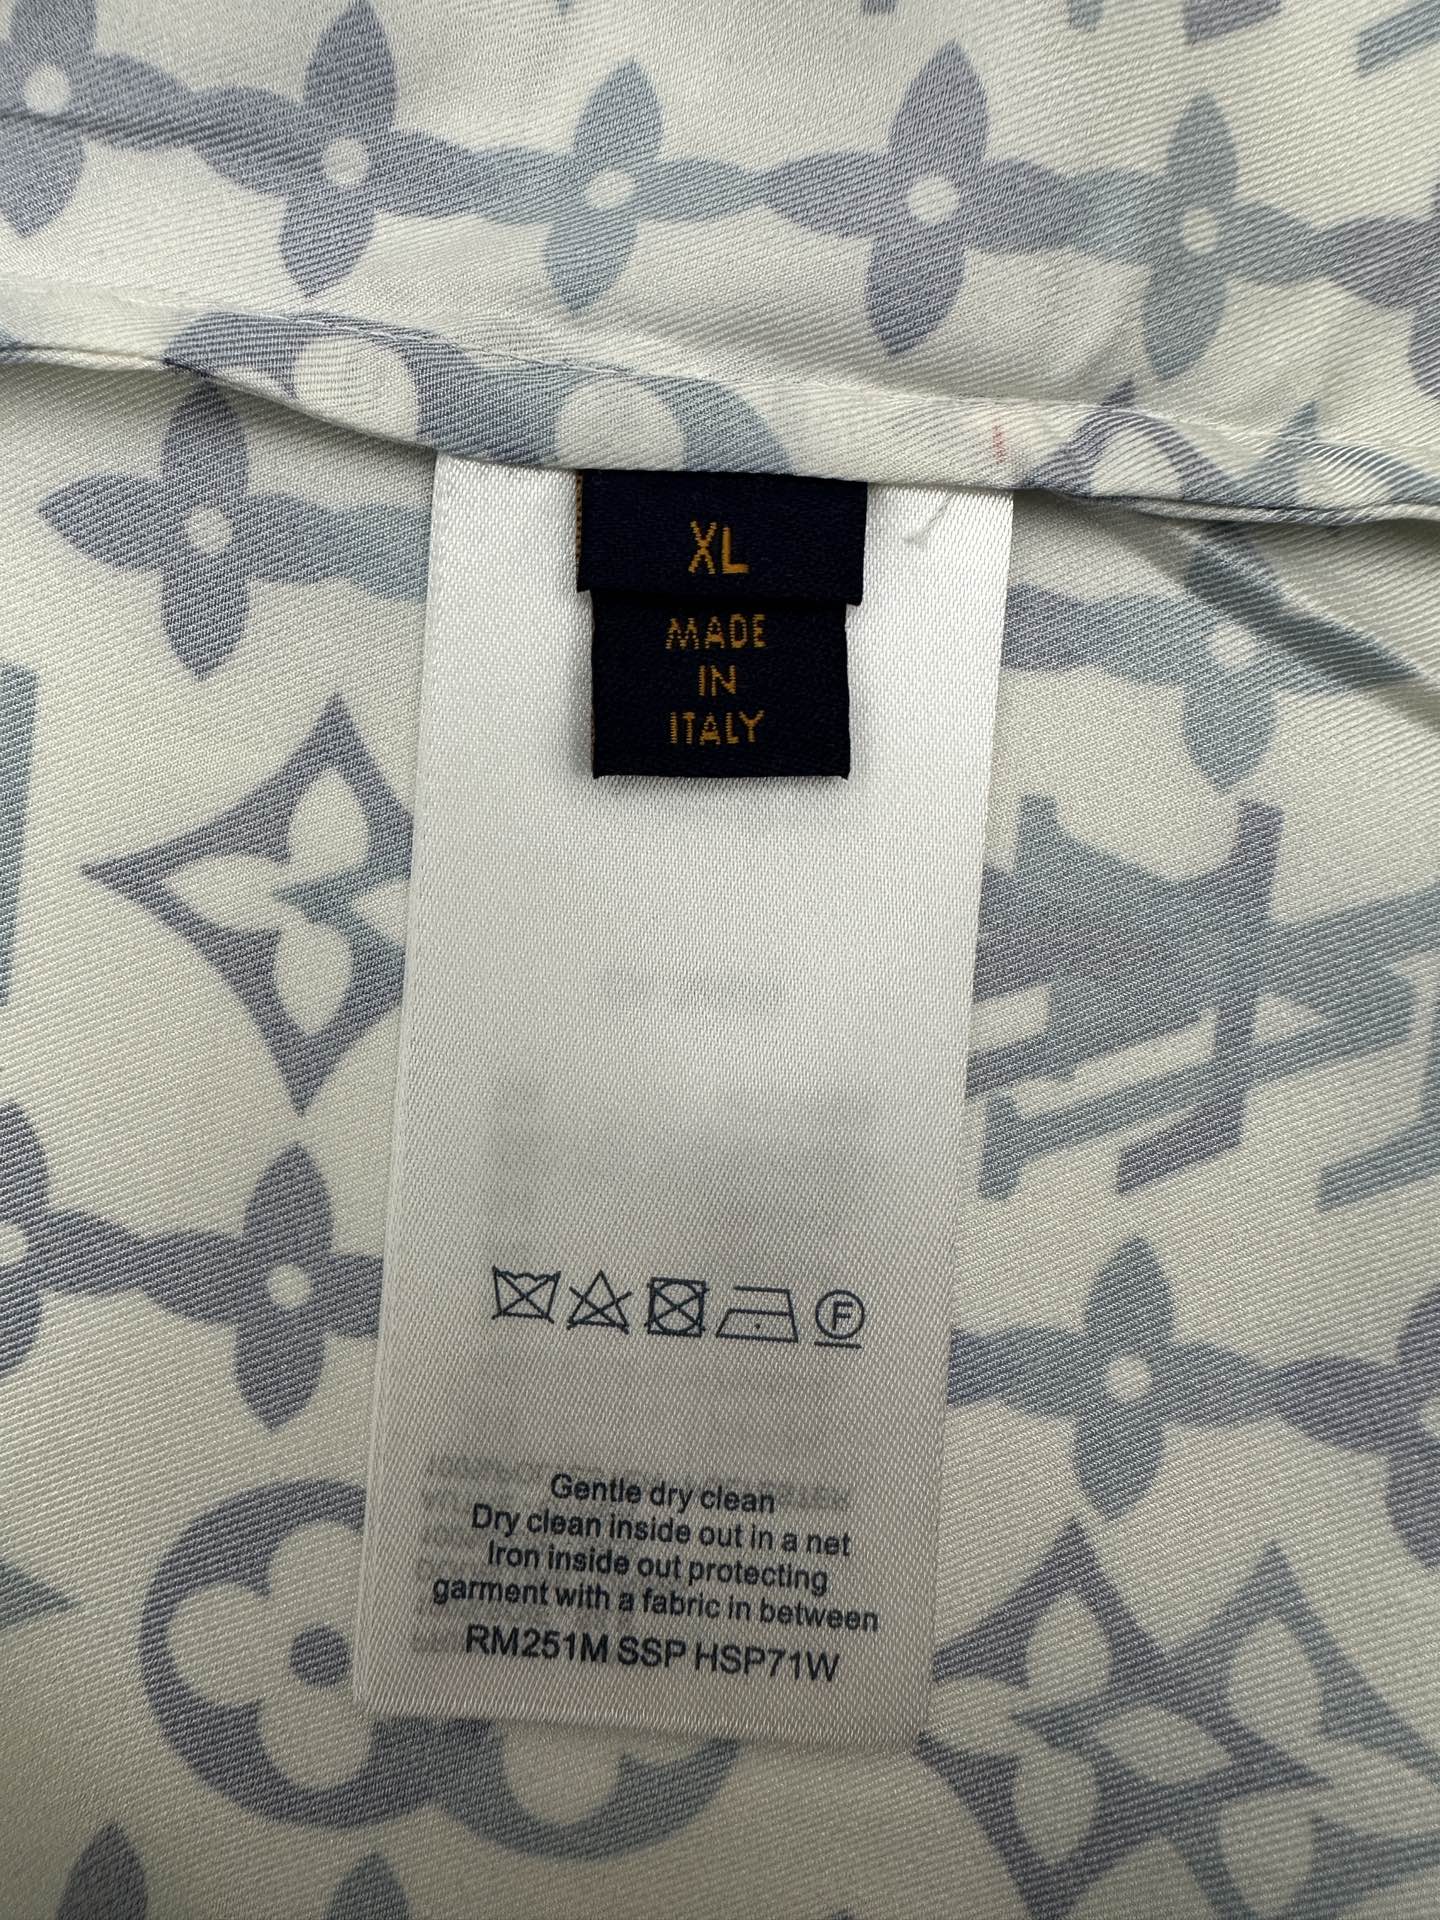 XL
MADE
IN
ITALY
F
Gentle dry clean
Dry clean inside out in a net
Iron inside out protecting
garment with a fabric in between
RM251M SSP HSP71W